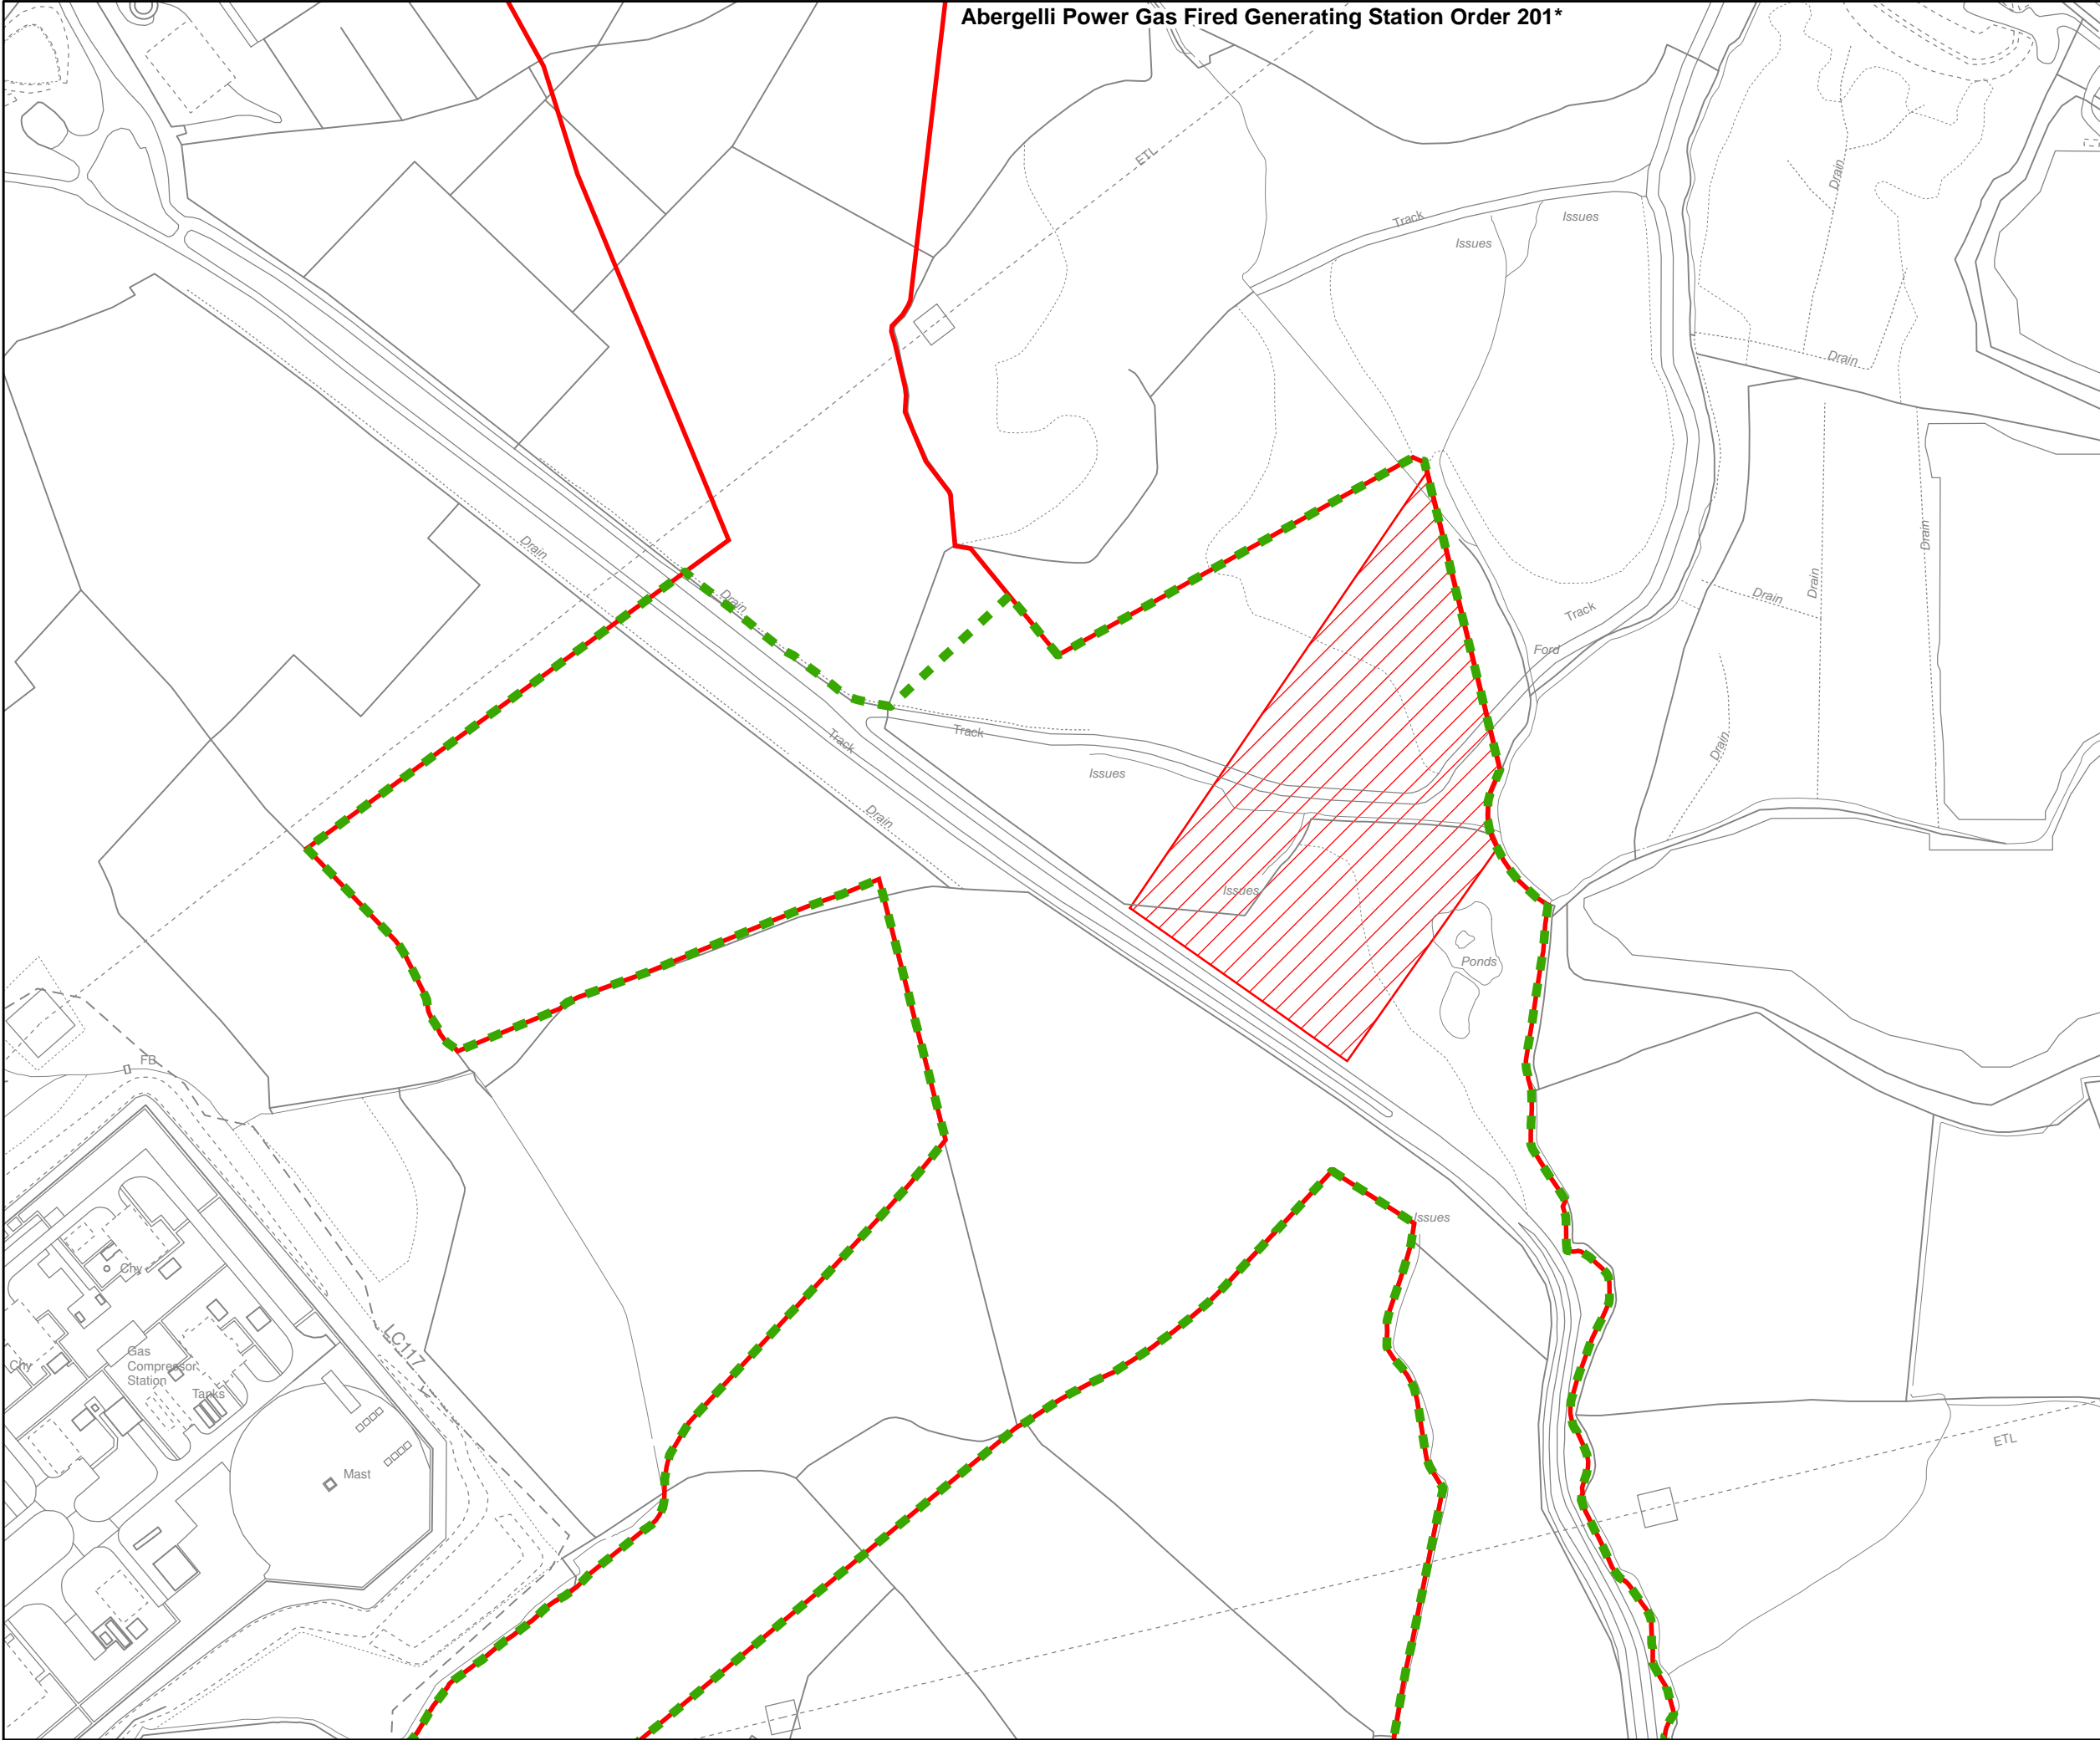 Abergelli Power Gas Fired Generating Station Order 201*
ETL
Drain
Track
Issues
Issues
Drain
Drain
Drain
Drain
Drain
Drain
Track
Ford
Track
Track
Drain
Issues
Drain
Issues
Ponds
FB
Issues
Chy
LC117
Gas
Compressor
Station
Chy
Tanks
Mast
ETL